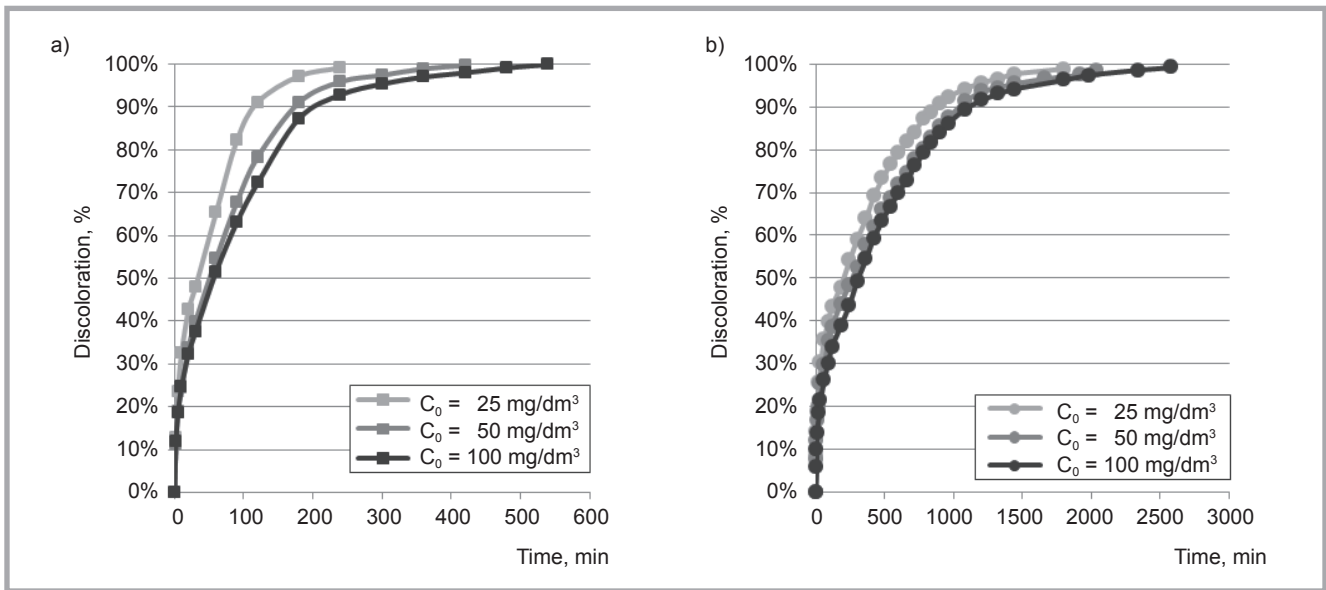 a)
100%
90%
80%
70%
60%
50%
40%
30%
20%
10%
0%
Discoloration, %
C₀ = 25 mg/dm³
C₀ = 50 mg/dm³
C₀ = 100 mg/dm³
0 100 200 300 400 500 600
Time, min
b)
100%
90%
80%
70%
60%
50%
40%
30%
20%
10%
0%
Discoloration, %
C₀ = 25 mg/dm³
C₀ = 50 mg/dm³
C₀ = 100 mg/dm³
0 500 1000 1500 2000 2500 3000
Time, min